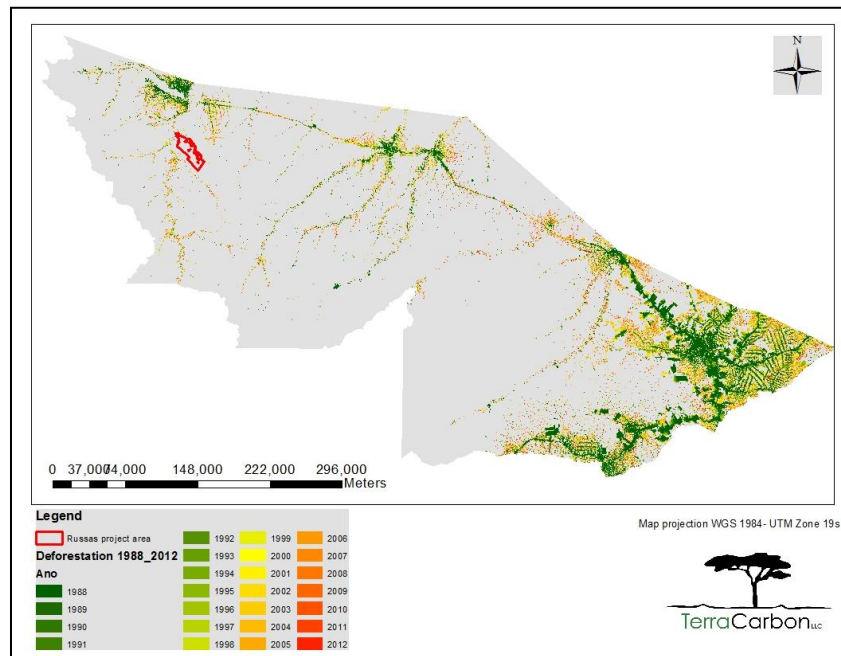 N
0 37,00074,000 148,000 222,000 296,000
Meters
Legend
Russas project area
Deforestation 1988_2012
Ano
1988
1989
1990
1991
1992
1993
1994
1995
1996
1997
1998
1999
2000
2001
2002
2003
2004
2005
2006
2007
2008
2009
2010
2011
2012
Map projection WGS 1984- UTM Zone 19s
TerraCarbon LLC